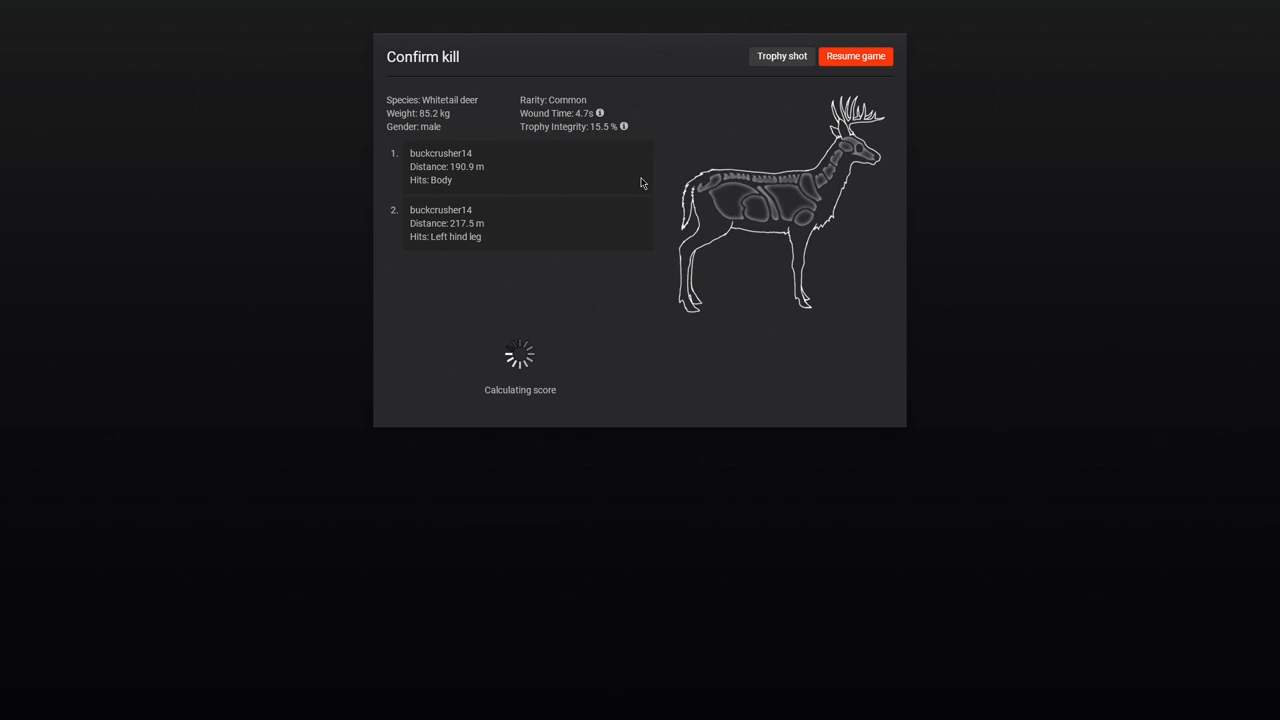 Confirm kill
Trophy shot
Resume game
Species: Whitetail deer
Weight: 85.2 kg
Gender: male
Rarity: Common
Wound Time: 4.7s
Trophy Integrity: 15.5 %
1.
buckcrusher14
Distance: 190.9 m
Hits: Body
2.
buckcrusher14
Distance: 217.5 m
Hits: Left hind leg
Calculating score